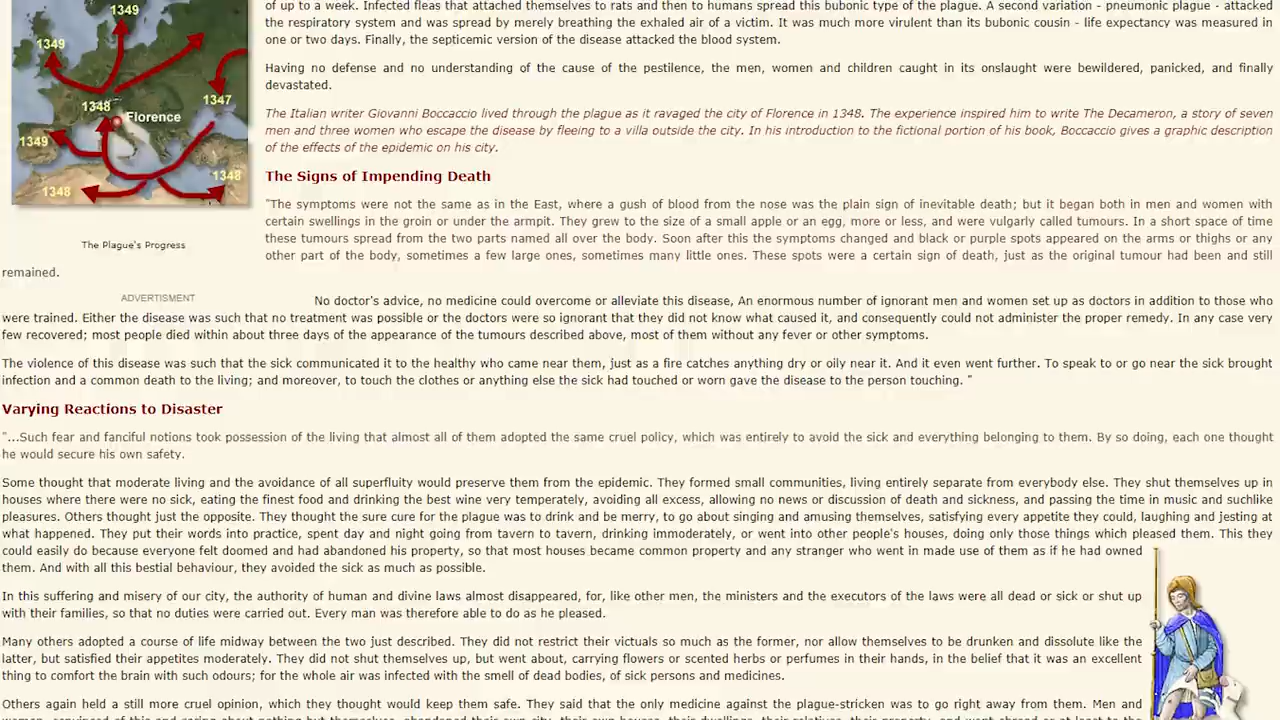 1349
1349
1348
1347
Florence
1349
1348
1348
The Plague's Progress
of up to a week. Infected fleas that attached themselves to rats and then to humans spread this bubonic type of the plague. A second variation - pneumonic plague - attacked
the respiratory system and was spread by merely breathing the exhaled air of a victim. It was much more virulent than its bubonic cousin - life expectancy was measured in
one or two days. Finally, the septicemic version of the disease attacked the blood system.
Having no defense and no understanding of the cause of the pestilence, the men, women and children caught in its onslaught were bewildered, panicked, and finally
devastated.
The Italian writer Giovanni Boccaccio lived through the plague as it ravaged the city of Florence in 1348. The experience inspired him to write The Decameron, a story of seven
men and three women who escape the disease by fleeing to a villa outside the city. In his introduction to the fictional portion of his book, Boccaccio gives a graphic description
of the effects of the epidemic on his city.
The Signs of Impending Death
"The symptoms were not the same as in the East, where a gush of blood from the nose was the plain sign of inevitable death; but it began both in men and women with
certain swellings in the groin or under the armpit. They grew to the size of a small apple or an egg, more or less, and were vulgarly called tumours. In a short space of time
these tumours spread from the two parts named all over the body. Soon after this the symptoms changed and black or purple spots appeared on the arms or thighs or any
other part of the body, sometimes a few large ones, sometimes many little ones. These spots were a certain sign of death, just as the original tumour had been and still
remained.
ADVERTISMENT
No doctor's advice, no medicine could overcome or alleviate this disease, An enormous number of ignorant men and women set up as doctors in addition to those who
were trained. Either the disease was such that no treatment was possible or the doctors were so ignorant that they did not know what caused it, and consequently could not administer the proper remedy. In any case very
few recovered; most people died within about three days of the appearance of the tumours described above, most of them without any fever or other symptoms.
The violence of this disease was such that the sick communicated it to the healthy who came near them, just as a fire catches anything dry or oily near it. And it even went further. To speak to or go near the sick brought
infection and a common death to the living; and moreover, to touch the clothes or anything else the sick had touched or worn gave the disease to the person touching. "
Varying Reactions to Disaster
"...Such fear and fanciful notions took possession of the living that almost all of them adopted the same cruel policy, which was entirely to avoid the sick and everything belonging to them. By so doing, each one thought
he would secure his own safety.
Some thought that moderate living and the avoidance of all superfluity would preserve them from the epidemic. They formed small communities, living entirely separate from everybody else. They shut themselves up in
houses where there were no sick, eating the finest food and drinking the best wine very temperately, avoiding all excess, allowing no news or discussion of death and sickness, and passing the time in music and suchlike
pleasures. Others thought just the opposite. They thought the sure cure for the plague was to drink and be merry, to go about singing and amusing themselves, satisfying every appetite they could, laughing and jesting at
what happened. They put their words into practice, spent day and night going from tavern to tavern, drinking immoderately, or went into other people's houses, doing only those things which pleased them. This they
could easily do because everyone felt doomed and had abandoned his property, so that most houses became common property and any stranger who went in made use of them as if he had owned
them. And with all this bestial behaviour, they avoided the sick as much as possible.
In this suffering and misery of our city, the authority of human and divine laws almost disappeared, for, like other men, the ministers and the executors of the laws were all dead or sick or shut up
with their families, so that no duties were carried out. Every man was therefore able to do as he pleased.
Many others adopted a course of life midway between the two just described. They did not restrict their victuals so much as the former, nor allow themselves to be drunken and dissolute like the
latter, but satisfied their appetites moderately. They did not shut themselves up, but went about, carrying flowers or scented herbs or perfumes in their hands, in the belief that it was an excellent
thing to comfort the brain with such odours; for the whole air was infected with the smell of dead bodies, of sick persons and medicines.
Others again held a still more cruel opinion, which they thought would keep them safe. They said that the only medicine against the plague-stricken was to go right away from them. Men and